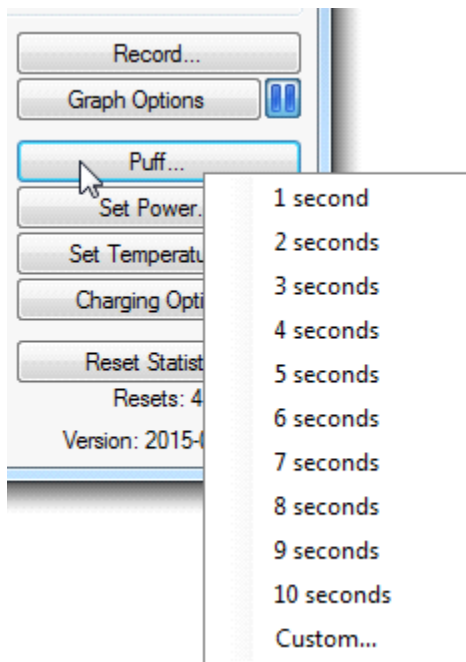 Record...
Graph Options
Puff...
Set Power.
Set Temperatu
Charging Opti
Reset Statist
Resets: 4
Version: 2015-0
1 second
2 seconds
3 seconds
4 seconds
5 seconds
6 seconds
7 seconds
8 seconds
9 seconds
10 seconds
Custom...